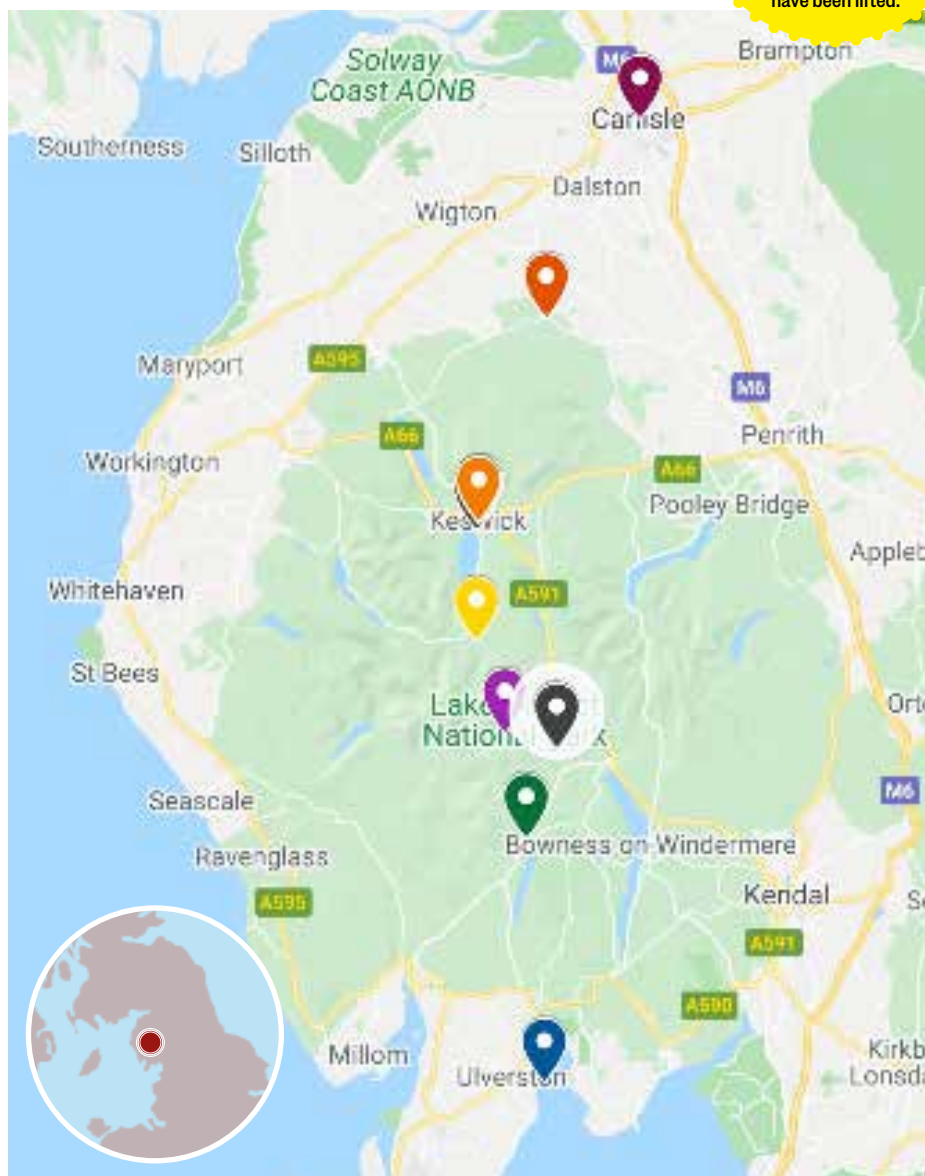 have been lifted.
Solway
Coast AONB
M6
Brampton
Carlisle
Southerness
Silloth
Dalston
Wigton
Maryport
A595
M6
A66
Penrith
Workington
A66
Keswick
Pooley Bridge
Appleb
Whitehaven
A591
St Bees
Ort
National
M6
Seascale
Bowness on Windermere
Ravenglass
Kendal
A595
A591
A590
Millom
Ulverston
Kirkb
Lonsda